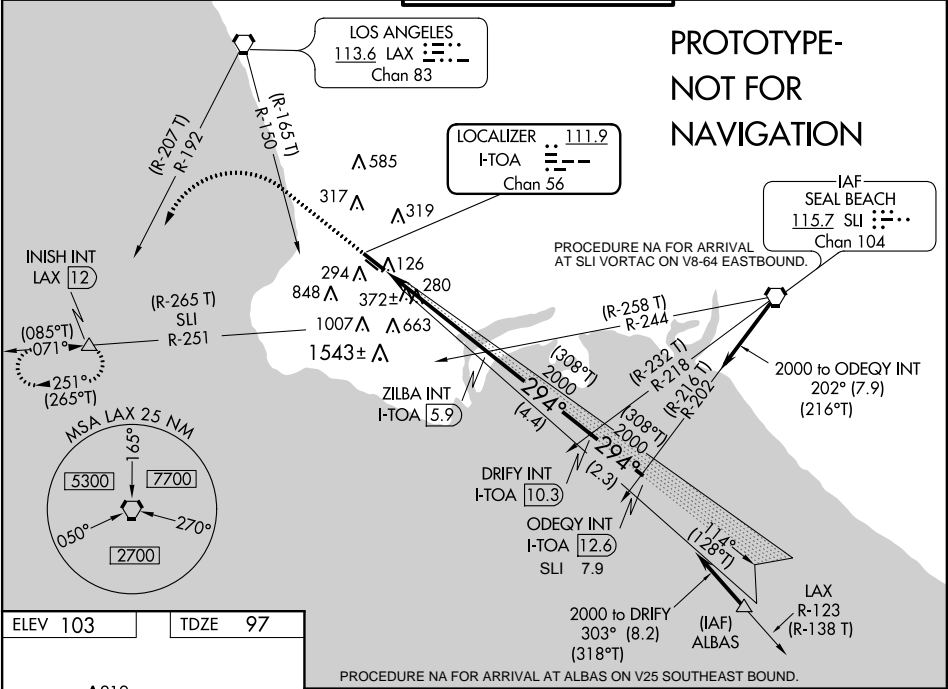 LOS ANGELES
113.6 LAX
Chan 83
PROTOTYPE-
NOT FOR
NAVIGATION
(R-207 T)
R-192
(R-165 T)
R-150
LOCALIZER 111.9
I-TOA
Chan 56
585
317
319
IAF
SEAL BEACH
115.7 SLI
Chan 104
PROCEDURE NA FOR ARRIVAL
AT SLI VORTAC ON V8-64 EASTBOUND.
INISH INT
LAX 12
126
294
280
848
372±
1007
663
1543±
(R-265 T)
SLI
R-251
(085°T)
071°
251°
(265°T)
(R-258 T)
R-244
(R-232 T)
R-218
(R-216 T)
R-202
2000 to ODEQY INT
202° (7.9)
(216°T)
ZILBA INT
I-TOA 5.9
(308°T)
2000
294°
(4.4)
(308°T)
2000
294°
(2.3)
MSA LAX 25 NM
165°
5300
7700
050°
270°
2700
DRIFY INT
I-TOA 10.3
ODEQY INT
I-TOA 12.6
SLI 7.9
114°
(128°T)
2000 to DRIFY
303° (8.2)
(318°T)
(IAF)
ALBAS
LAX
R-123
(R-138 T)
ELEV 103
TDZE 97
PROCEDURE NA FOR ARRIVAL AT ALBAS ON V25 SOUTHEAST BOUND.